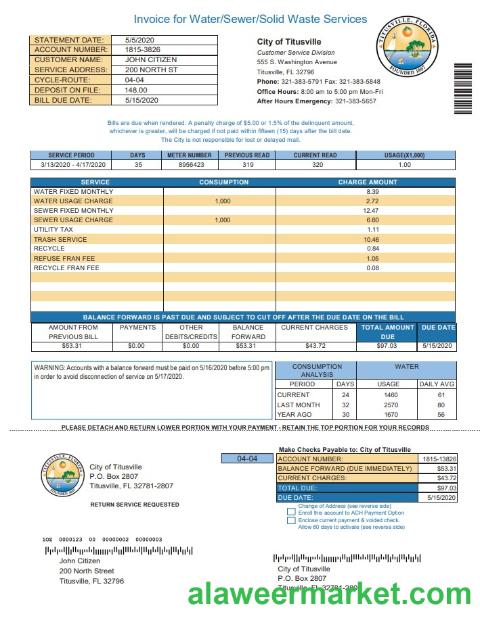 Invoice for Water/Sewer/Solid Waste Services
STATEMENT DATE: 5/5/2020
ACCOUNT NUMBER: 1815-3826
CUSTOMER NAME: JOHN CITIZEN
SERVICE ADDRESS: 200 NORTH ST
CYCLE-ROUTE: 04-04
DEPOSIT ON FILE: 148.00
BILL DUE DATE: 5/15/2020
City of Titusville
Customer Service Division
555 S. Washington Avenue
Titusville, FL 32796
Phone: 321-383-5791 Fax: 321-383-5848
Office Hours: 8:00 am to 5:00 pm Mon-Fri
After Hours Emergency: 321-383-5657
Bills are due when rendered. A penalty charge of $5.00 or 1.5% of the delinquent amount,
whichever is greater, will be charged if not paid within fifteen (15) days after the bill date.
The City is not responsible for lost or delayed mail.
SERVICE PERIOD DAYS METER NUMBER PREVIOUS READ CURRENT READ USAGE(X1,000)
3/13/2020 - 4/17/2020 35 8956423 319 320 1.00
SERVICE CONSUMPTION CHARGE AMOUNT
WATER FIXED MONTHLY 8.39
WATER USAGE CHARGE 1,000 2.72
SEWER FIXED MONTHLY 12.47
SEWER USAGE CHARGE 1,000 6.60
UTILITY TAX 1.11
TRASH SERVICE 10.46
RECYCLE 0.84
REFUSE FRAN FEE 1.05
RECYCLE FRAN FEE 0.08
BALANCE FORWARD IS PAST DUE AND SUBJECT TO CUT OFF AFTER THE DUE DATE ON THE BILL
AMOUNT FROM PREVIOUS BILL PAYMENTS OTHER DEBITS/CREDITS BALANCE FORWARD CURRENT CHARGES TOTAL AMOUNT DUE DUE DATE
$53.31 $0.00 $0.00 $53.31 $43.72 $97.03 5/15/2020
WARNING: Accounts with a balance forward must be paid on 5/16/2020 before 5:00 pm
in order to avoid disconnection of service on 5/17/2020.
CONSUMPTION ANALYSIS WATER
PERIOD DAYS USAGE DAILY AVG
CURRENT 24 1460 61
LAST MONTH 32 2570 80
YEAR AGO 30 1670 56
PLEASE DETACH AND RETURN LOWER PORTION WITH YOUR PAYMENT - RETAIN THE TOP PORTION FOR YOUR RECORDS
City of Titusville
P.O. Box 2807
Titusville, FL 32781-2807
RETURN SERVICE REQUESTED
04-04
Make Checks Payable to: City of Titusville
ACCOUNT NUMBER: 1815-13826
BALANCE FORWARD (DUE IMMEDIATELY) $53.31
CURRENT CHARGES: $43.72
TOTAL DUE: $97.03
DUE DATE: 5/15/2020
Change of Address (see reverse side)
Enroll this account to ACH Payment Option
Enclose current payment & voided check.
Allow 60 days to activate (see reverse side)
John Citizen
200 North Street
Titusville, FL 32796
City of Titusville
P.O. Box 2807
Titusville, FL 32781-2807
alaweermarket.com